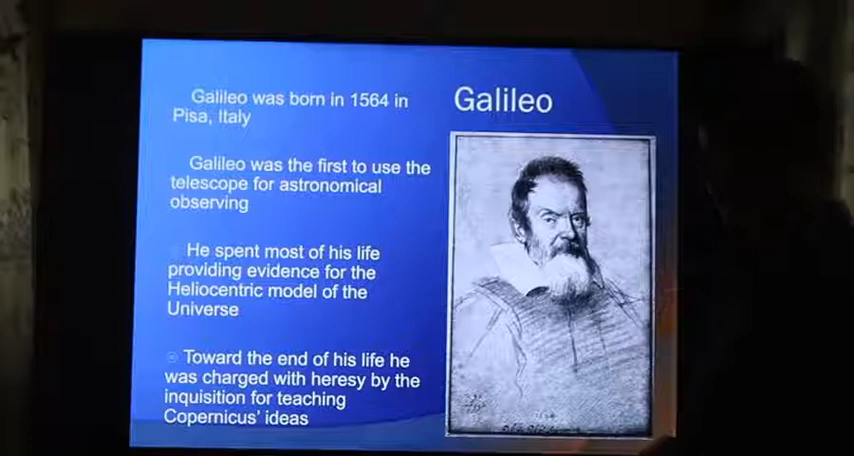 Galileo
Galileo was born in 1564 in
Pisa, Italy
Galileo was the first to use the
telescope for astronomical
observing
He spent most of his life
providing evidence for the
Heliocentric model of the
Universe
Toward the end of his life he
was charged with heresy by the
inquisition for teaching
Copernicus' ideas